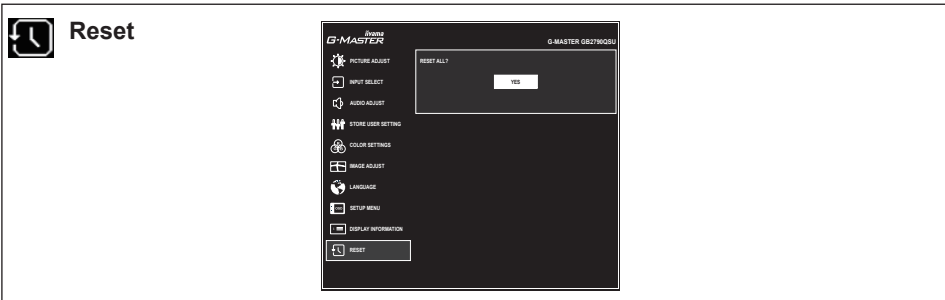 Reset
iiyama
G-MASTER
G-MASTER GB2790QSU
PICTURE ADJUST
RESET ALL?
INPUT SELECT
YES
AUDIO ADJUST
STORE USER SETTING
COLOR SETTINGS
IMAGE ADJUST
LANGUAGE
OSD
SETUP MENU
DISPLAY INFORMATION
RESET